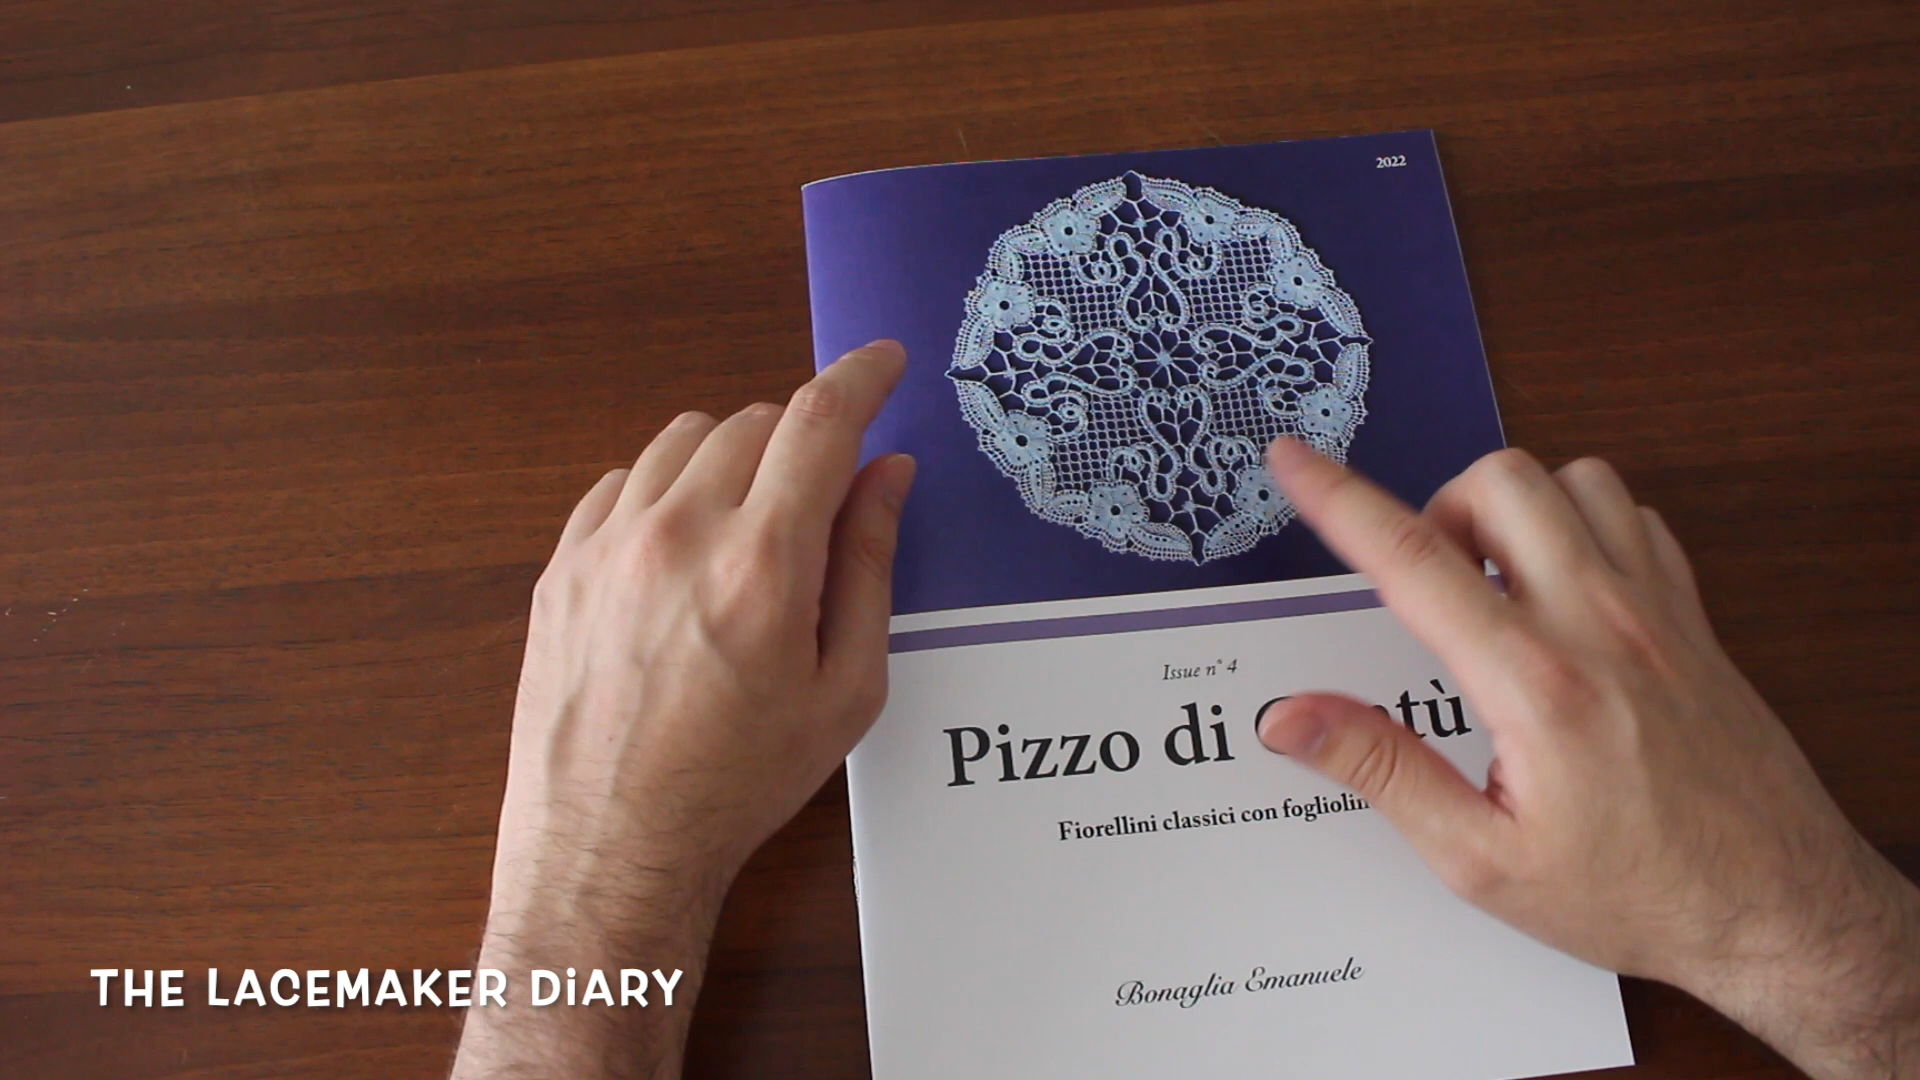 2022
Issue n° 4
Pizzo di
Fiorellini classici con
Bonaglia Emanuele
THE LACEMAKER DiARY